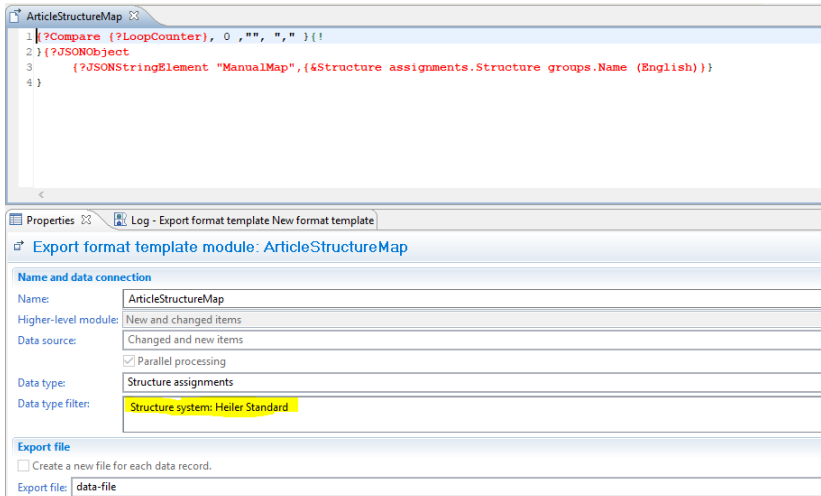 ArticleStructureMap
1 {?Compare {?LoopCounter}, 0 ,"", "," }{!
2 }{?JSONObject
3 {?JSONStringElement "ManualMap",{&Structure assignments.Structure groups.Name (English)}}
4 }
Properties Log - Export format template New format template
Export format template module: ArticleStructureMap
Name and data connection
Name: ArticleStructureMap
Higher-level module: New and changed items
Data source: Changed and new items
Parallel processing
Data type: Structure assignments
Data type filter: Structure system: Heiler Standard
Export file
Create a new file for each data record.
Export file: data-file